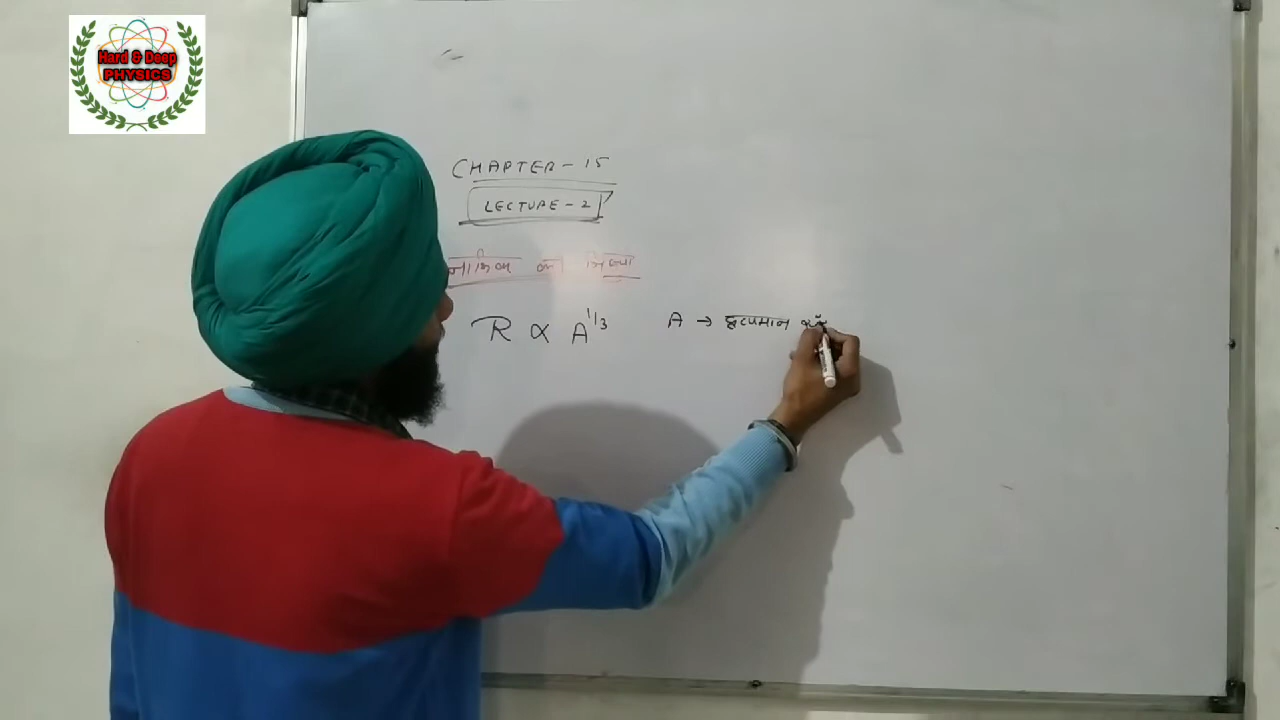 Hard & Deep
PHYSICS
CHAPTER-15
LECTURE-2
नाभिक की त्रिज्या
R ∝ A^1/3
A → द्रव्यमान